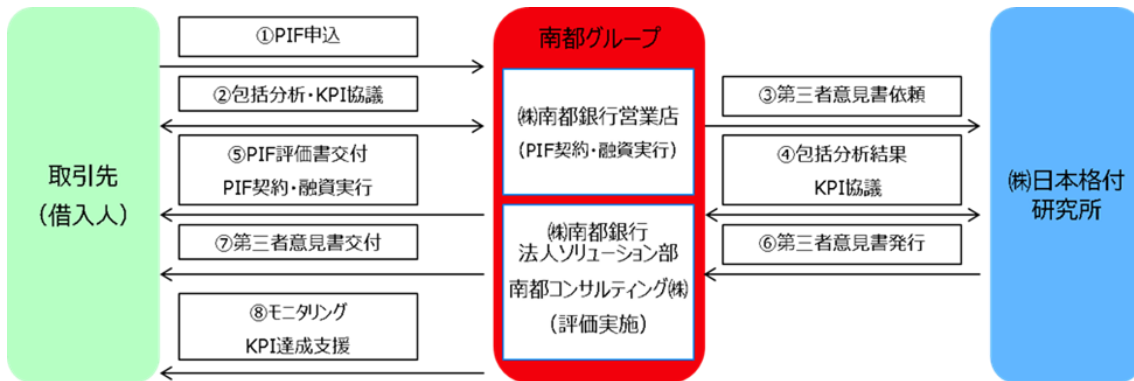 取引先
(借入人)
①PIF申込
②包括分析・KPI協議
⑤PIF評価書交付
PIF契約・融資実行
⑦第三者意見書交付
⑧モニタリング
KPI達成支援
南都グループ
㈱南都銀行営業店
(PIF契約・融資実行)
㈱南都銀行
法人ソリューション部
南都コンサルティング㈱
(評価実施)
③第三者意見書依頼
④包括分析結果
KPI協議
⑥第三者意見書発行
㈱日本格付
研究所